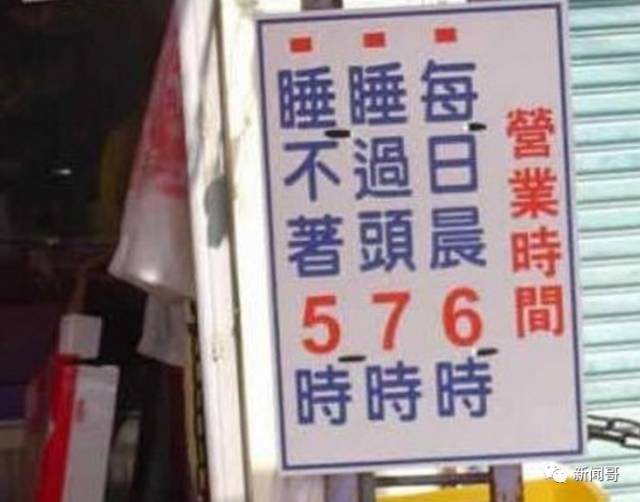 營業時間
每日晨6時
睡過頭7時
睡不著5時
新闻哥